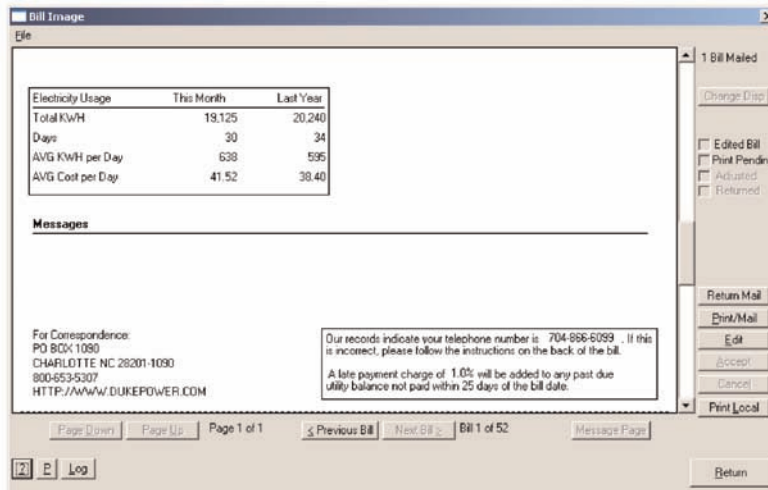 Bill Image
File
1 Bill Mailed
Electricity Usage This Month Last Year
Total KWH 19,125 20,240
Days 30 34
AVG KWH per Day 638 595
AVG Cost per Day 41.52 38.40
Change Disp
Edited Bill
Print Pendin
Adjusted
Returned
Messages
For Correspondence:
PO BOX 1090
CHARLOTTE NC 28201-1090
800-653-5307
HTTP://WWW.DUKEPOWER.COM
Our records indicate your telephone number is 704-866-6099 . If this
is incorrect, please follow the instructions on the back of the bill.
A late payment charge of 1.0% will be added to any past due
utility balance not paid within 25 days of the bill date.
Return Mail
Print/Mail
Edit
Accept
Cancel
Print Local
Page Down Page Up Page 1 of 1 < Previous Bill Next Bill > Bill 1 of 52 Message Page
? P Log Return